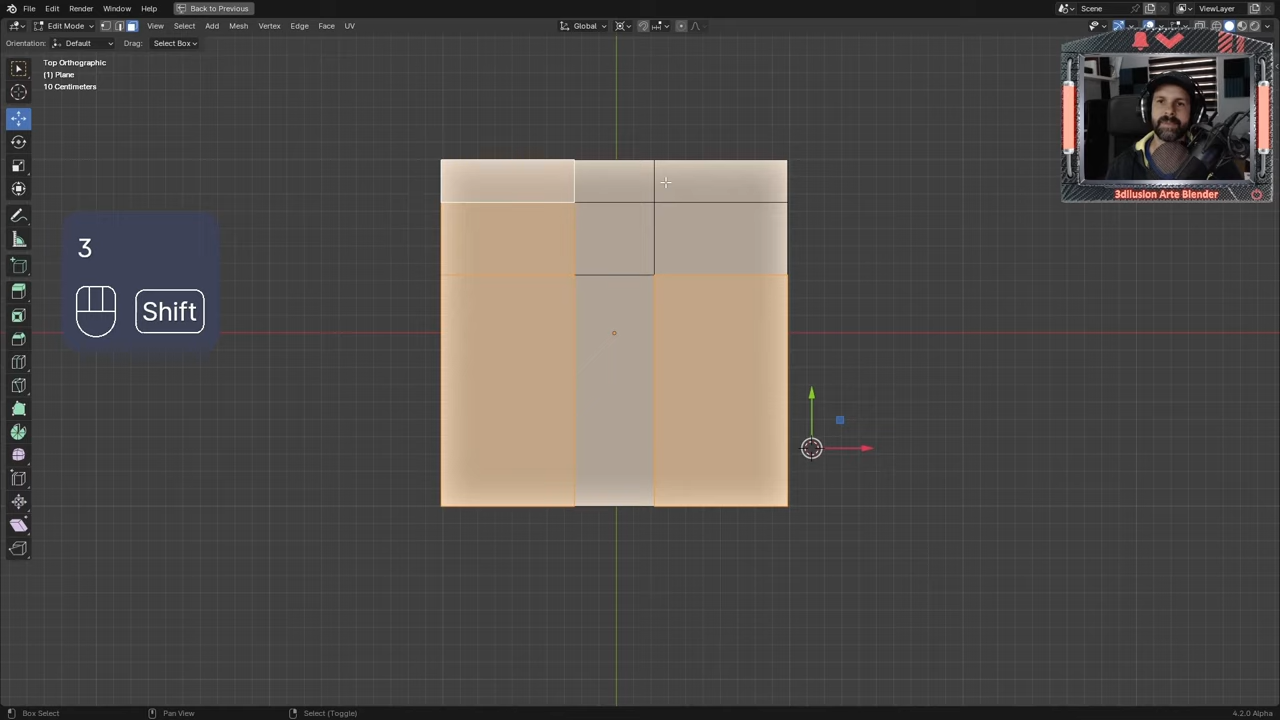 File Edit Render Window Help Back to Previous Scene ViewLayer
Edit Mode View Select Add Mesh Vertex Edge Face UV Global
Orientation: Default Drag: Select Box
Top Orthographic
(1) Plane
10 Centimeters
3
Shift
3dIlusion Arte Blender
Box Select Pan View Select (Toggle) 4.2.0 Alpha